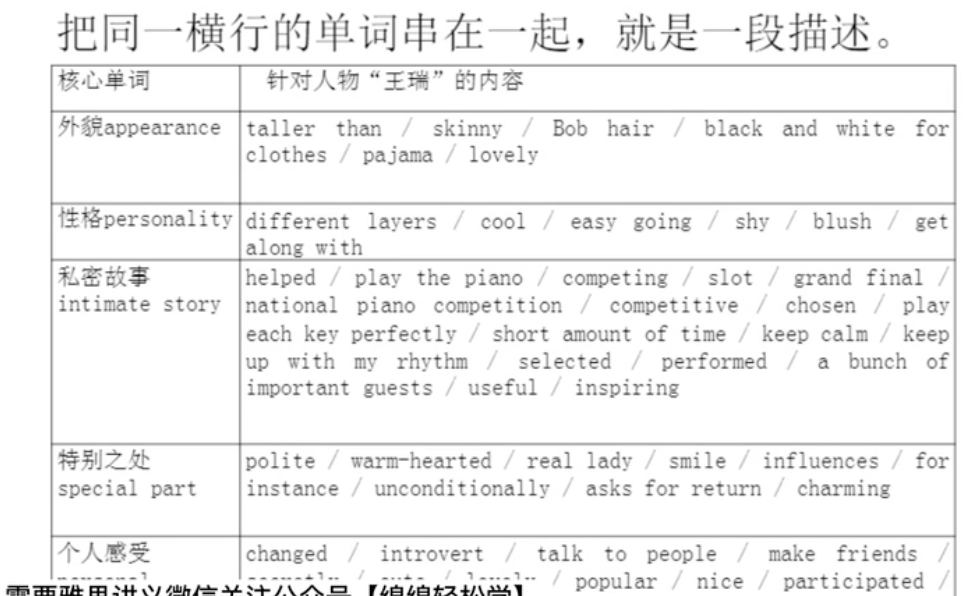 把同一横行的单词串在一起，就是一段描述。
核心单词 针对人物“王瑞”的内容
外貌appearance taller than / skinny / Bob hair / black and white for
clothes / pajama / lovely
性格personality different layers / cool / easy going / shy / blush / get
along with
私密故事 helped / play the piano / competing / slot / grand final /
intimate story national piano competition / competitive / chosen / play
each key perfectly / short amount of time / keep calm / keep
up with my rhythm / selected / performed / a bunch of
important guests / useful / inspiring
特别之处 polite / warm-hearted / real lady / smile / influences / for
special part instance / unconditionally / asks for return / charming
个人感受 changed / introvert / talk to people / make friends /
/ popular / nice / participated /
需要雅思讲义微信关注公众号【绵绵轻松学】